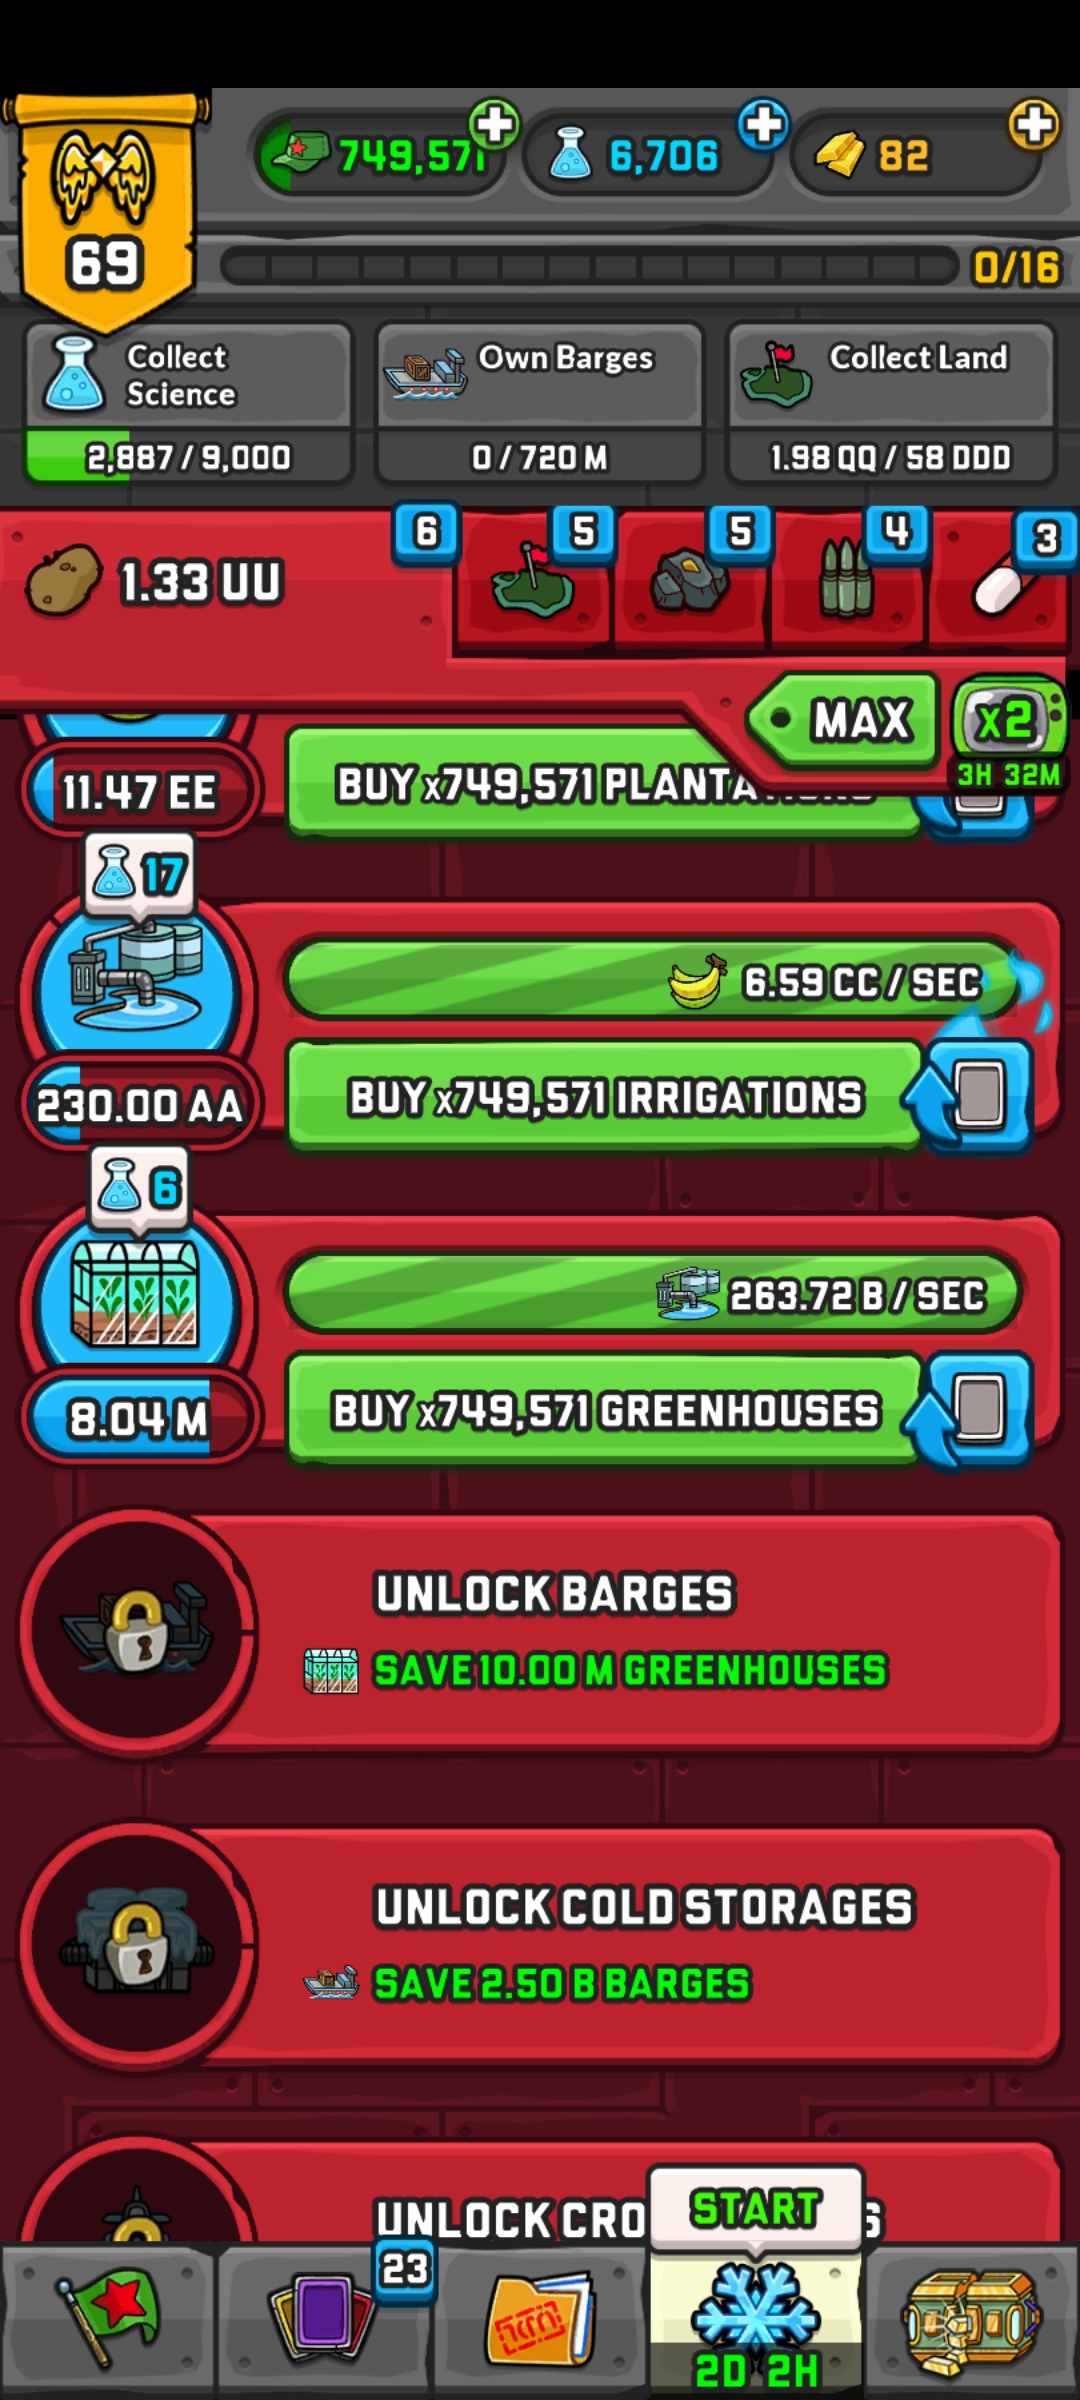 749,571
6,706
82
69
0/16
Collect
Science
2,887 / 9,000
Own Barges
0 / 720 M
Collect Land
1.98 QQ / 58 DDD
1.33 UU
6
5
5
4
3
MAX
x2
3H 32M
11.47 EE
BUY x749,571
17
6.59 CC / SEC
230.00 AA
BUY x749,571 IRRIGATIONS
6
263.72 B / SEC
8.04 M
BUY x749,571 GREENHOUSES
UNLOCK BARGES
SAVE 10.00 M GREENHOUSES
UNLOCK COLD STORAGES
SAVE 2.50 B BARGES
UNLOCK
START
23
2D 2H